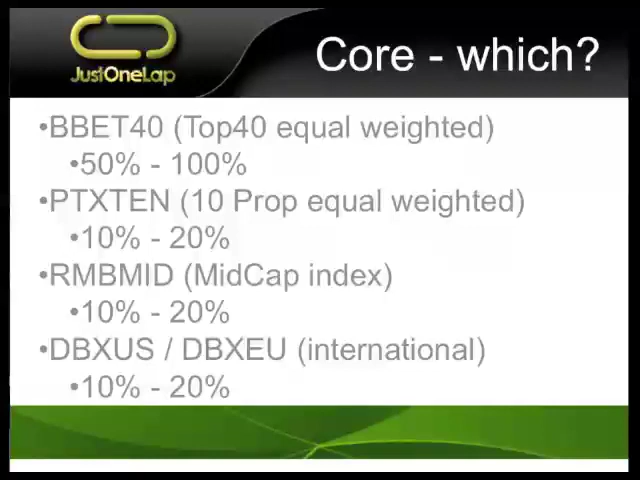 JustOneLap
Core - which?
•BBET40 (Top40 equal weighted)
•50% - 100%
•PTXTEN (10 Prop equal weighted)
•10% - 20%
•RMBMID (MidCap index)
•10% - 20%
•DBXUS / DBXEU (international)
•10% - 20%